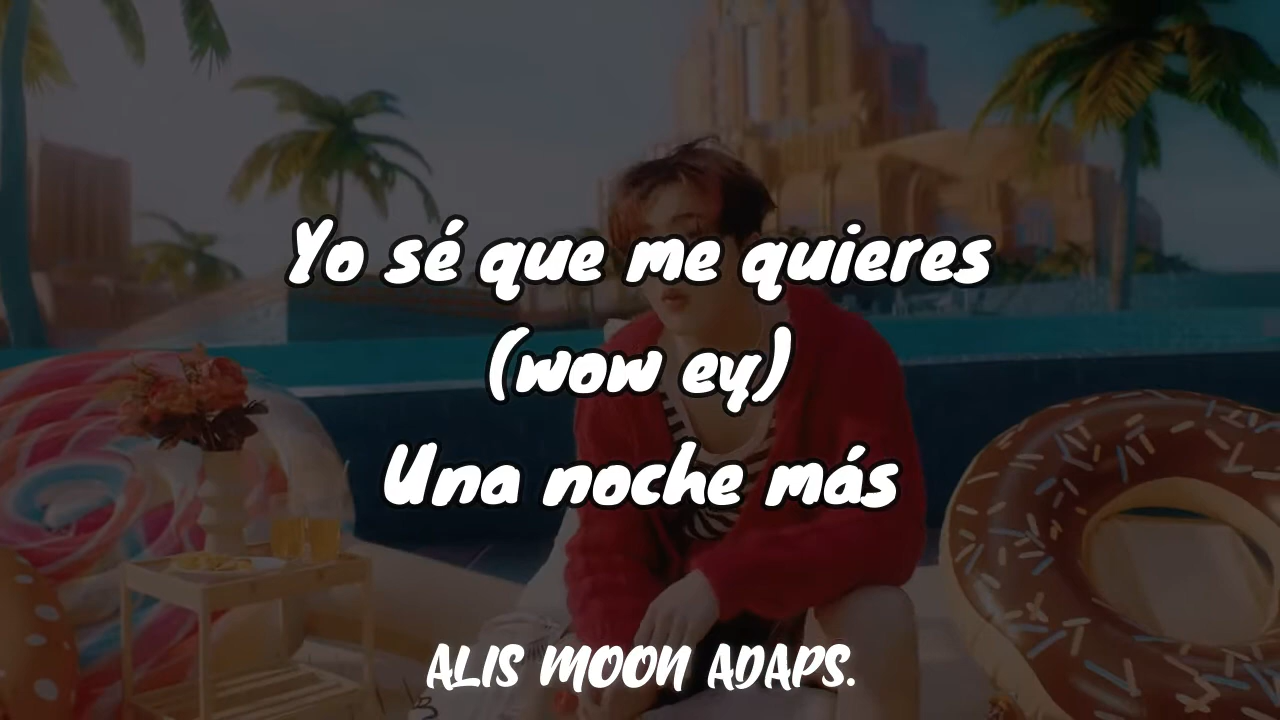 Yo sé que me quieres
(wow ey)
Una noche más
ALIS MOON ADAPS.